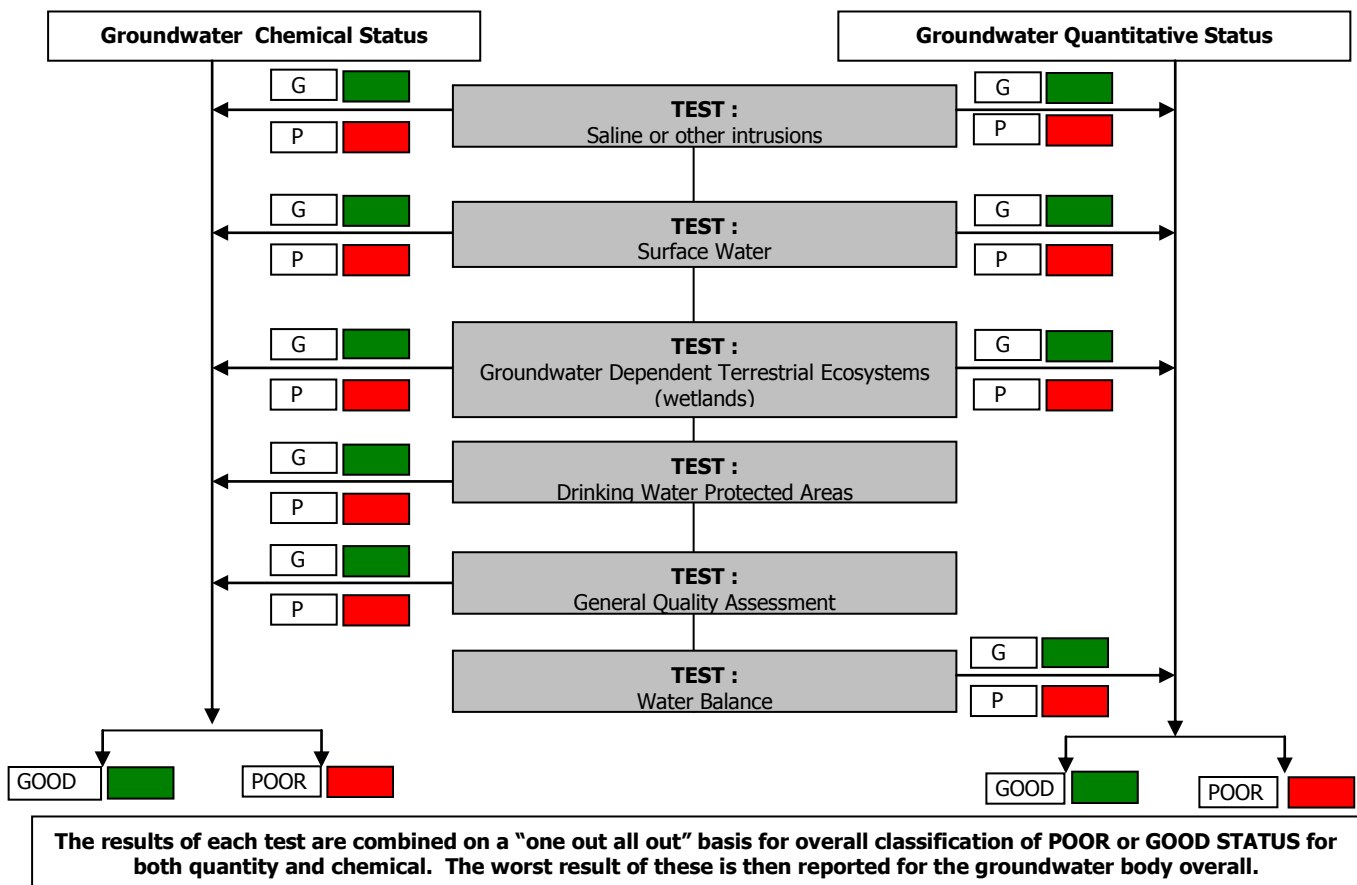 Groundwater  Chemical Status
Groundwater Quantitative Status
G
P
TEST :
Saline or other intrusions
G
P
G
P
TEST :
Surface Water
G
P
G
P
TEST :
Groundwater Dependent Terrestrial Ecosystems
(wetlands)
G
P
G
P
TEST :
Drinking Water Protected Areas
G
P
TEST :
General Quality Assessment
TEST :
Water Balance
G
P
GOOD
POOR
GOOD
POOR
The results of each test are combined on a “one out all out” basis for overall classification of POOR or GOOD STATUS for
both quantity and chemical.  The worst result of these is then reported for the groundwater body overall.